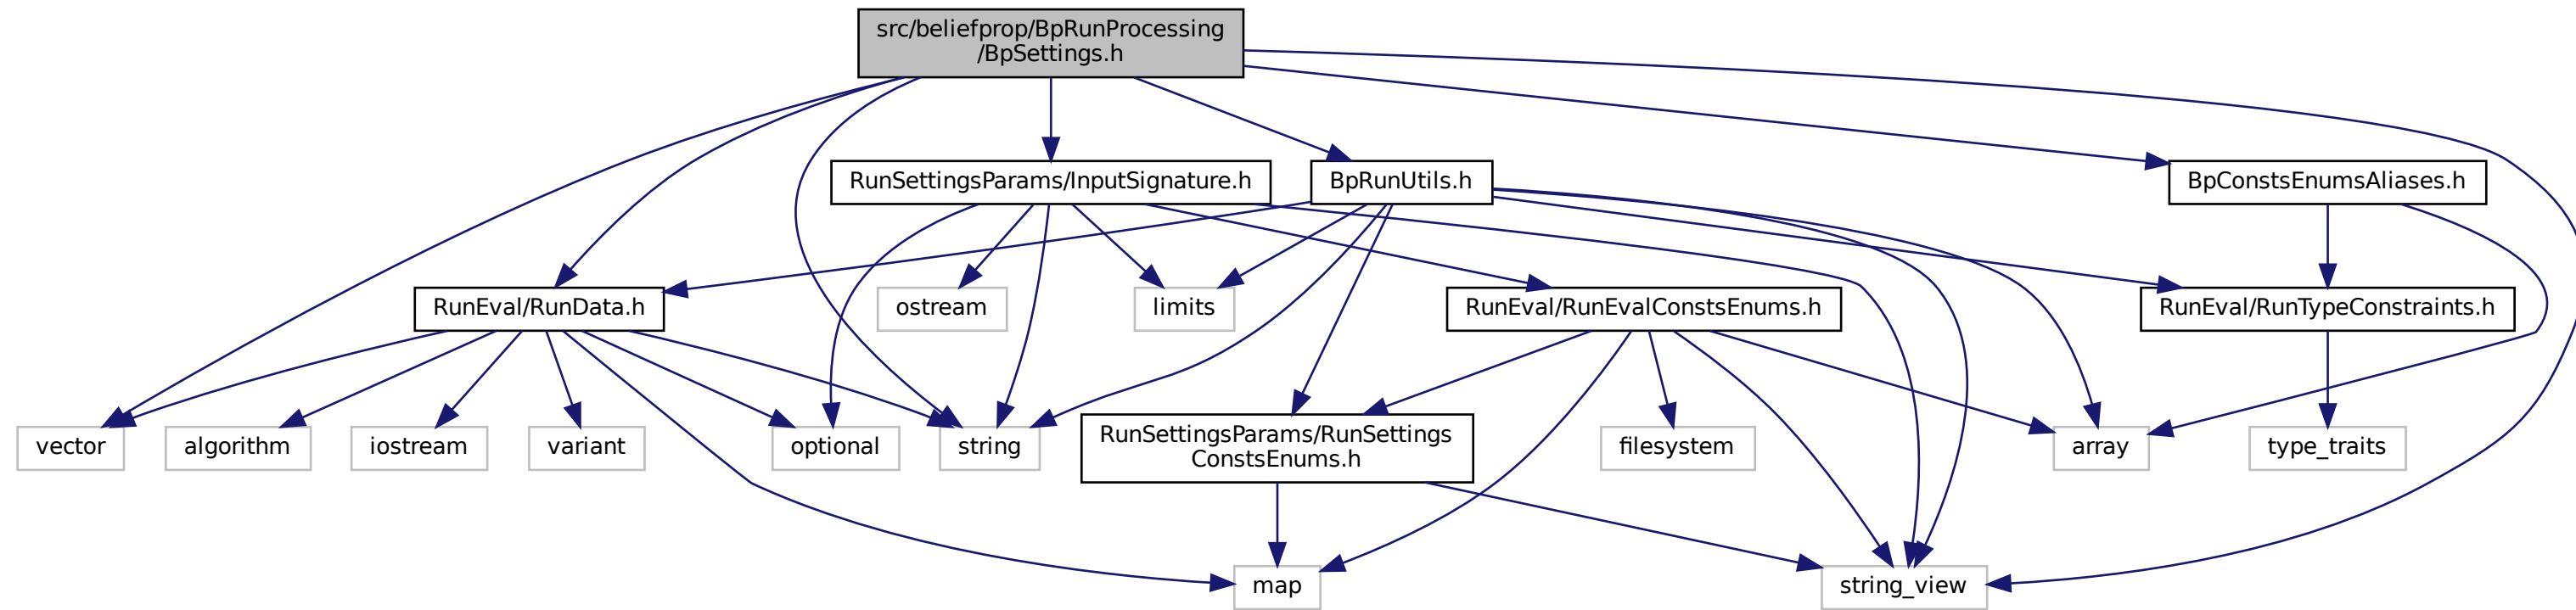 src/beliefprop/BpRunProcessing
/BpSettings.h
RunSettingsParams/InputSignature.h
BpRunUtils.h
BpConstsEnumsAliases.h
RunEval/RunData.h
ostream
limits
RunEval/RunEvalConstsEnums.h
RunEval/RunTypeConstraints.h
vector
algorithm
iostream
variant
optional
string
RunSettingsParams/RunSettings
ConstsEnums.h
filesystem
array
type_traits
map
string_view